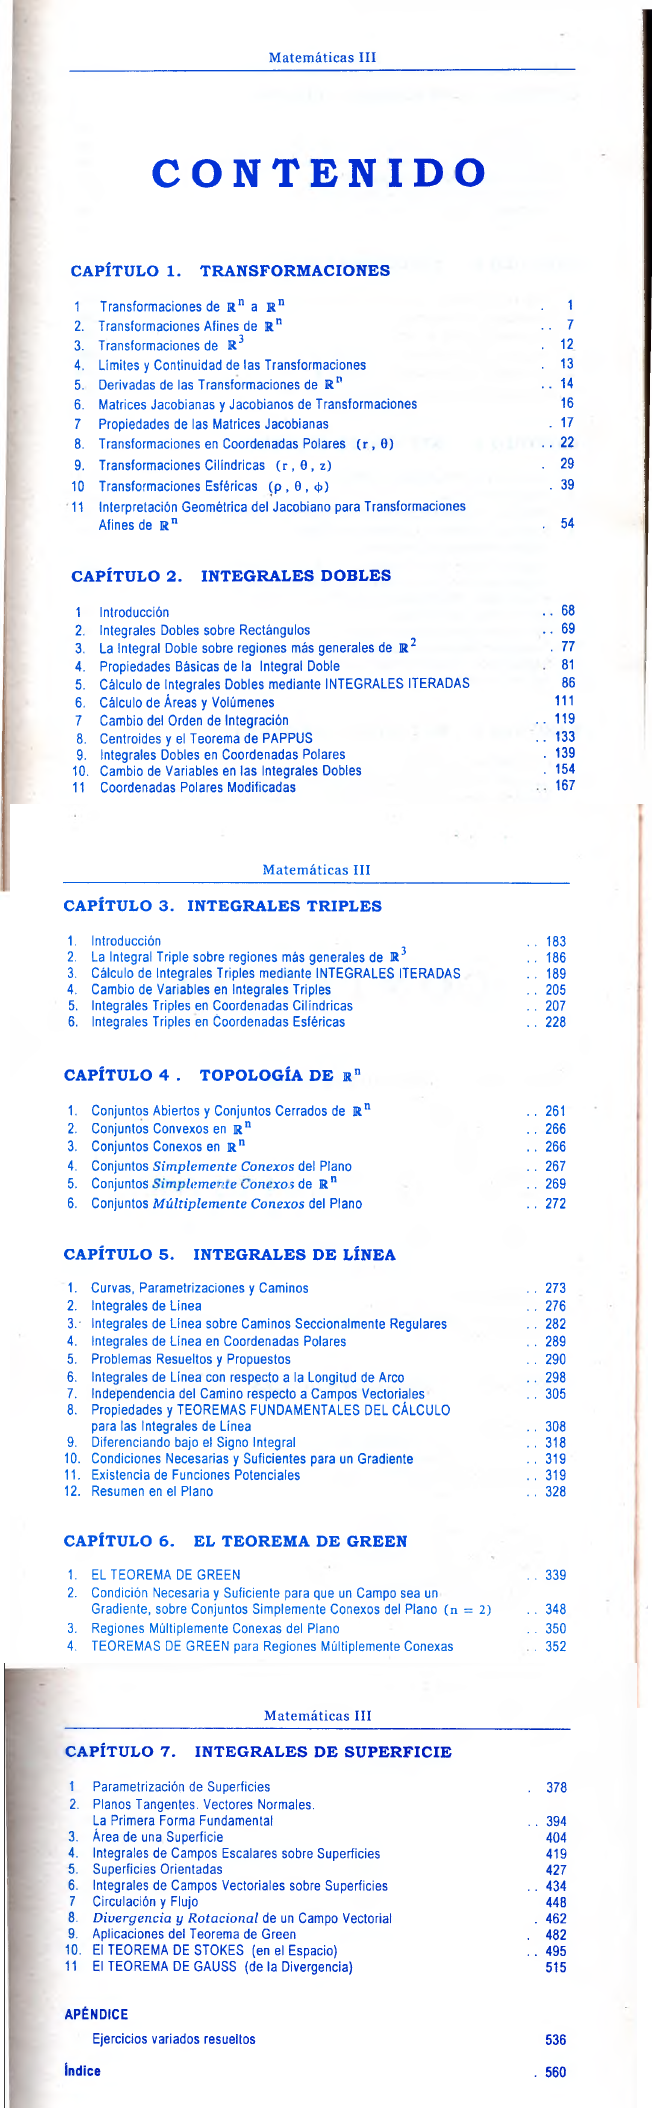 Matemáticas III
CONTENIDO
CAPÍTULO 1. TRANSFORMACIONES
1 Transformaciones de ℝⁿ a ℝⁿ . 1
2. Transformaciones Afines de ℝⁿ .. 7
3. Transformaciones de ℝ³ . 12
4. Límites y Continuidad de las Transformaciones . 13
5. Derivadas de las Transformaciones de ℝⁿ .. 14
6. Matrices Jacobianas y Jacobianos de Transformaciones 16
7 Propiedades de las Matrices Jacobianas . 17
8. Transformaciones en Coordenadas Polares (r, θ) .. 22
9. Transformaciones Cilíndricas (r, θ, z) . 29
10 Transformaciones Esféricas (ρ, θ, φ) . 39
11 Interpretación Geométrica del Jacobiano para Transformaciones
Afines de ℝⁿ . 54
CAPÍTULO 2. INTEGRALES DOBLES
1 Introducción .. 68
2. Integrales Dobles sobre Rectángulos .. 69
3. La Integral Doble sobre regiones más generales de ℝ² . 77
4. Propiedades Básicas de la Integral Doble . 81
5. Cálculo de Integrales Dobles mediante INTEGRALES ITERADAS 86
6. Cálculo de Áreas y Volúmenes 111
7 Cambio del Orden de Integración .. 119
8. Centroides y el Teorema de PAPPUS .. 133
9. Integrales Dobles en Coordenadas Polares . 139
10. Cambio de Variables en las Integrales Dobles . 154
11 Coordenadas Polares Modificadas .. 167
Matemáticas III
CAPÍTULO 3. INTEGRALES TRIPLES
1. Introducción .. 183
2. La Integral Triple sobre regiones más generales de ℝ³ .. 186
3. Cálculo de Integrales Triples mediante INTEGRALES ITERADAS .. 189
4. Cambio de Variables en Integrales Triples .. 205
5. Integrales Triples en Coordenadas Cilíndricas .. 207
6. Integrales Triples en Coordenadas Esféricas .. 228
CAPÍTULO 4 . TOPOLOGÍA DE ℝⁿ
1. Conjuntos Abiertos y Conjuntos Cerrados de ℝⁿ .. 261
2. Conjuntos Convexos en ℝⁿ .. 266
3. Conjuntos Conexos en ℝⁿ .. 266
4. Conjuntos Simplemente Conexos del Plano .. 267
5. Conjuntos Simplemente Conexos de ℝⁿ .. 269
6. Conjuntos Múltiplemente Conexos del Plano .. 272
CAPÍTULO 5. INTEGRALES DE LÍNEA
1. Curvas, Parametrizaciones y Caminos .. 273
2. Integrales de Línea .. 276
3. Integrales de Línea sobre Caminos Seccionalmente Regulares .. 282
4. Integrales de Línea en Coordenadas Polares .. 289
5. Problemas Resueltos y Propuestos .. 290
6. Integrales de Línea con respecto a la Longitud de Arco .. 298
7. Independencia del Camino respecto a Campos Vectoriales .. 305
8. Propiedades y TEOREMAS FUNDAMENTALES DEL CÁLCULO
para las Integrales de Línea .. 308
9. Diferenciando bajo el Signo Integral .. 318
10. Condiciones Necesarias y Suficientes para un Gradiente .. 319
11. Existencia de Funciones Potenciales .. 319
12. Resumen en el Plano .. 328
CAPÍTULO 6. EL TEOREMA DE GREEN
1. EL TEOREMA DE GREEN .. 339
2. Condición Necesaria y Suficiente para que un Campo sea un
Gradiente, sobre Conjuntos Simplemente Conexos del Plano (n = 2) .. 348
3. Regiones Múltiplemente Conexas del Plano .. 350
4. TEOREMAS DE GREEN para Regiones Múltiplemente Conexas .. 352
Matemáticas III
CAPÍTULO 7. INTEGRALES DE SUPERFICIE
1 Parametrización de Superficies . 378
2. Planos Tangentes. Vectores Normales.
La Primera Forma Fundamental .. 394
3. Área de una Superficie 404
4. Integrales de Campos Escalares sobre Superficies 419
5. Superficies Orientadas 427
6. Integrales de Campos Vectoriales sobre Superficies .. 434
7 Circulación y Flujo 448
8. Divergencia y Rotacional de un Campo Vectorial . 462
9. Aplicaciones del Teorema de Green . 482
10. El TEOREMA DE STOKES (en el Espacio) .. 495
11 El TEOREMA DE GAUSS (de la Divergencia) 515
APÉNDICE
Ejercicios variados resueltos 536
Índice . 560